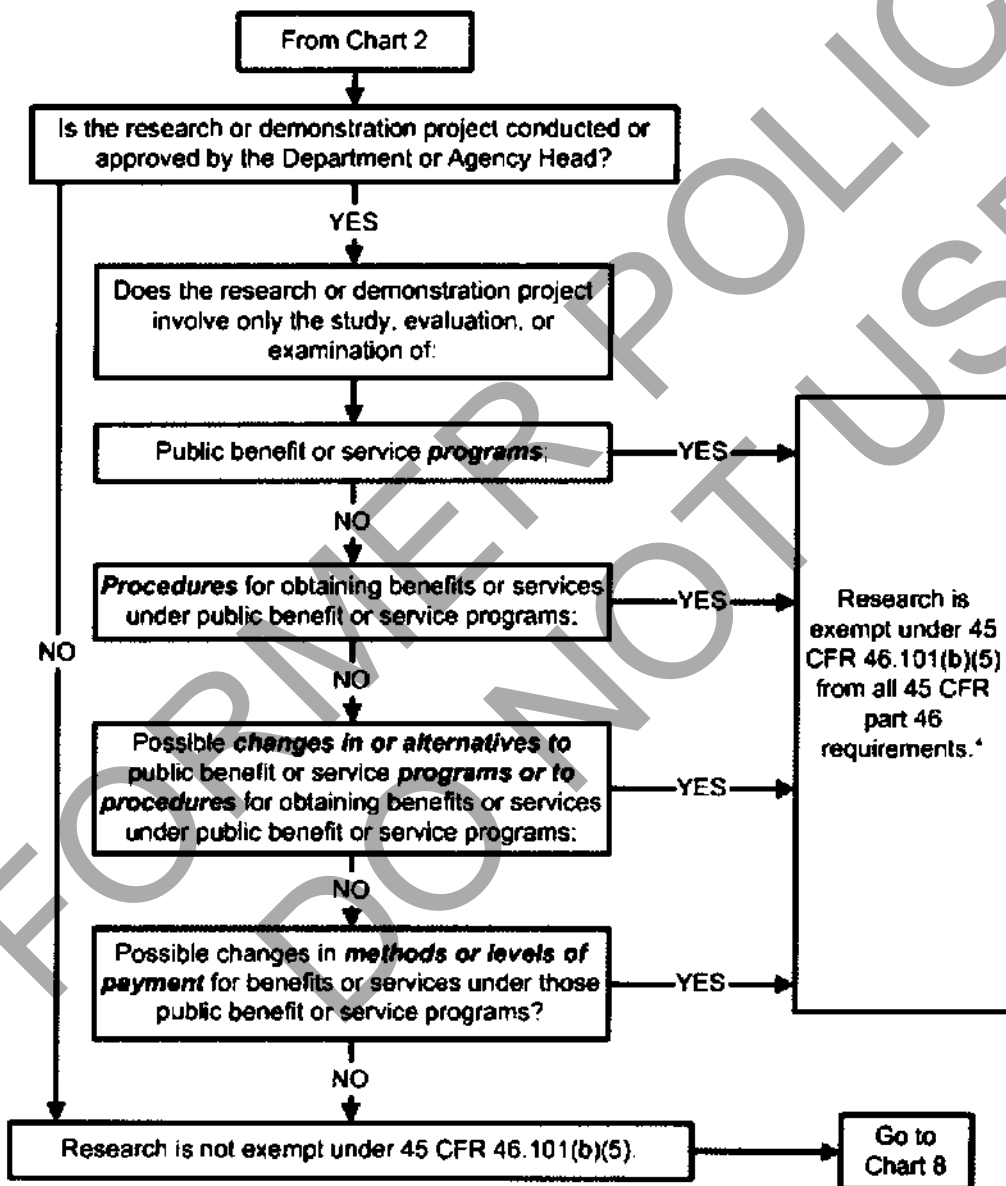 From Chart 2
Is the research or demonstration project conducted or
approved by the Department or Agency Head?
YES
Does the research or demonstration project
involve only the study, evaluation, or
examination of:
Public benefit or service programs;
YES
NO
Procedures for obtaining benefits or services
under public benefit or service programs;
YES
NO
NO
Possible changes in or alternatives to
public benefit or service programs or to
procedures for obtaining benefits or services
under public benefit or service programs;
YES
NO
Possible changes in methods or levels of
payment for benefits or services under those
public benefit or service programs?
YES
NO
Research is
exempt under 45
CFR 46.101(b)(5)
from all 45 CFR
part 46
requirements.*
Research is not exempt under 45 CFR 46.101(b)(5).
Go to
Chart 8
FORMER POLIC
DO NOT USE